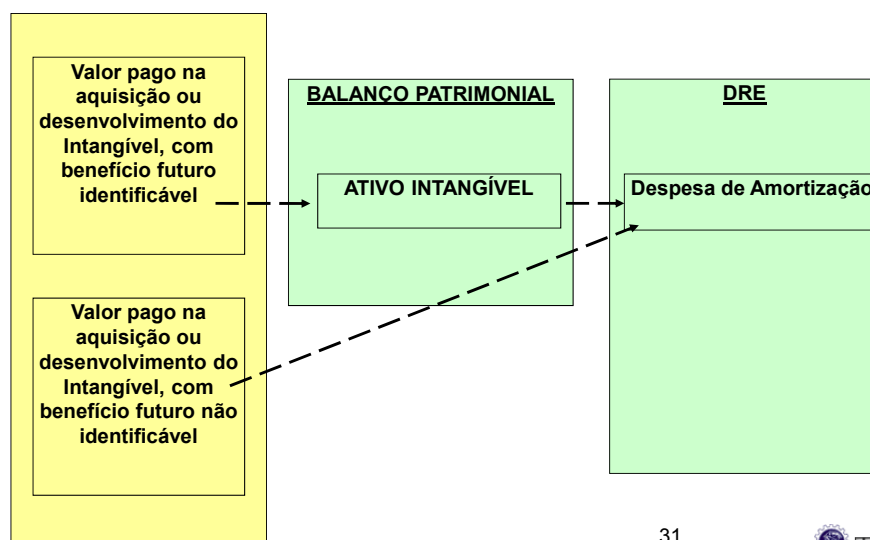 Valor pago na
aquisição ou
desenvolvimento do
Intangível, com
benefício futuro
identificável
BALANÇO PATRIMONIAL
ATIVO INTANGÍVEL
DRE
Despesa de Amortização
Valor pago na
aquisição ou
desenvolvimento do
Intangível, com
benefício futuro não
identificável
31